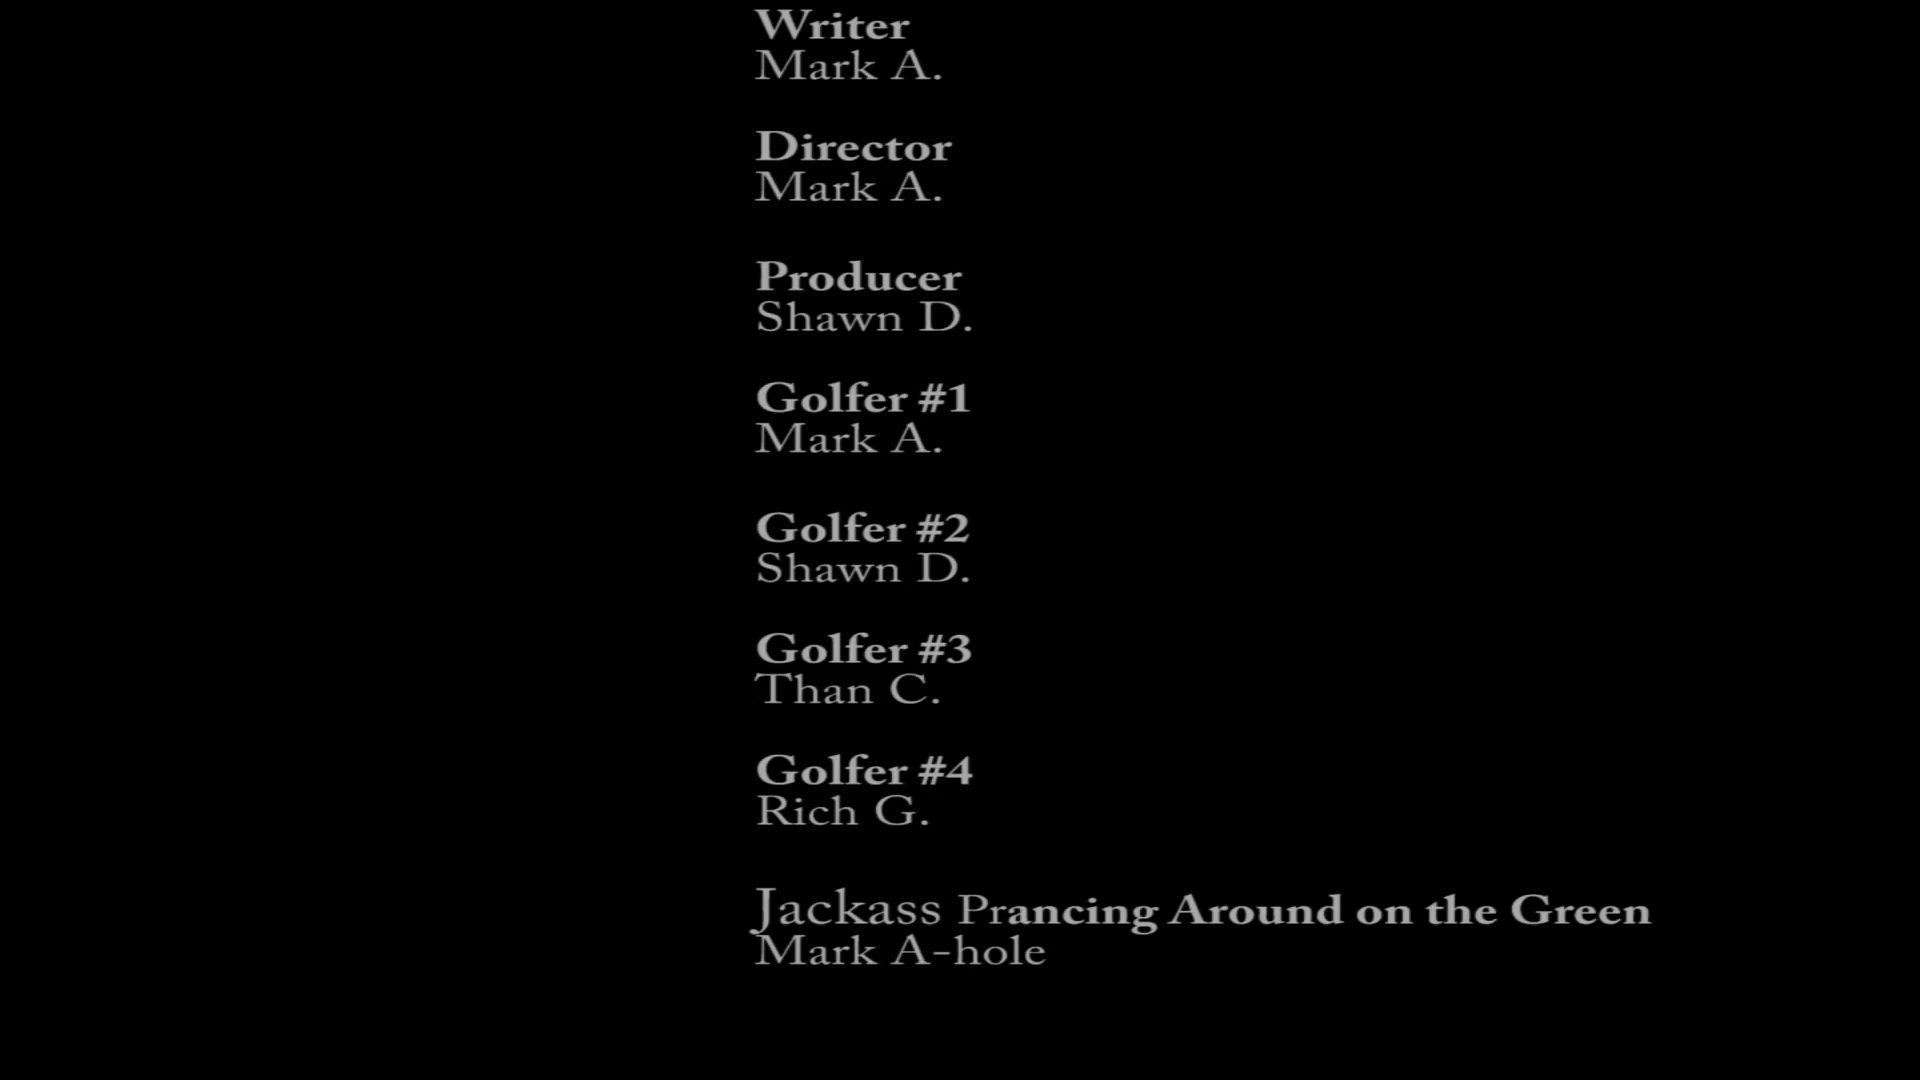 Writer
Mark A.
Director
Mark A.
Producer
Shawn D.
Golfer #1
Mark A.
Golfer #2
Shawn D.
Golfer #3
Than C.
Golfer #4
Rich G.
Jackass Prancing Around on the Green
Mark A-hole